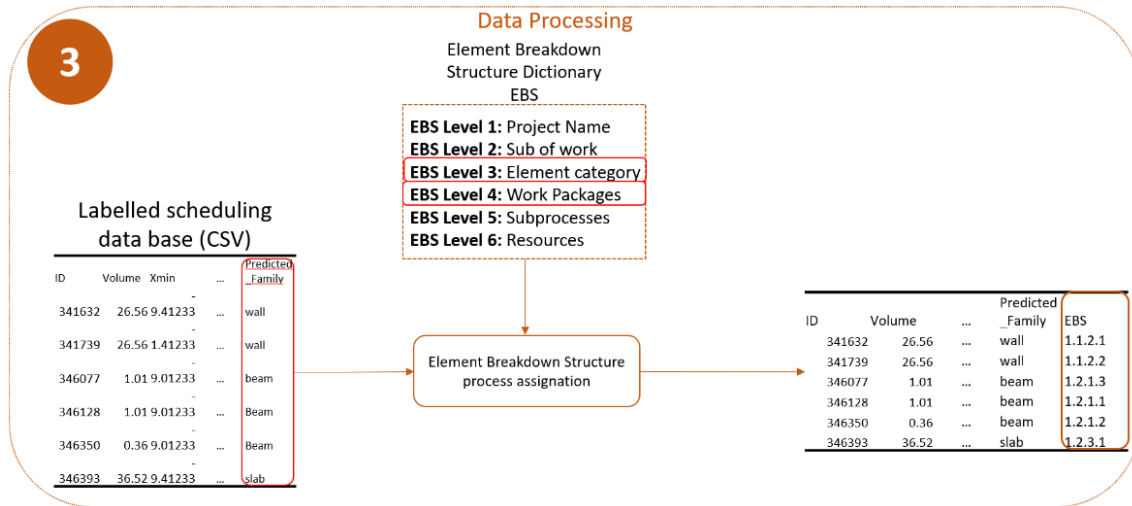 Data Processing
3
Element Breakdown
Structure Dictionary
EBS
EBS Level 1: Project Name
EBS Level 2: Sub of work
EBS Level 3: Element category
EBS Level 4: Work Packages
EBS Level 5: Subprocesses
EBS Level 6: Resources
Labelled scheduling
data base (CSV)
Predicted
ID Volume Xmin ... _Family
-
341632 26.56 9.41233 ... wall
-
341739 26.56 1.41233 ... wall
-
346077 1.01 9.01233 ... beam
-
346128 1.01 9.01233 ... Beam
-
346350 0.36 9.01233 ... Beam
-
346393 36.52 9.41233 ... slab
Element Breakdown Structure
process assignation
Predicted
ID Volume ... _Family EBS
341632 26.56 ... wall 1.1.2.1
341739 26.56 ... wall 1.1.2.2
346077 1.01 ... beam 1.2.1.3
346128 1.01 ... beam 1.2.1.1
346350 0.36 ... beam 1.2.1.2
346393 36.52 ... slab 1.2.3.1